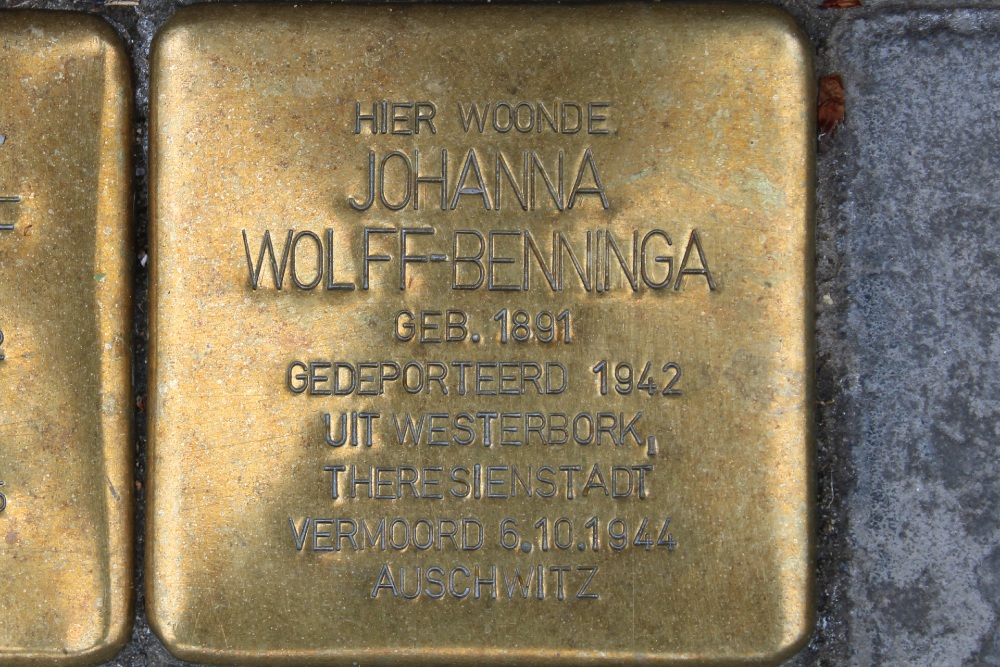 HIER WOONDE
JOHANNA
WOLFF-BENNINGA
GEB. 1891
GEDEPORTEERD 1942
UIT WESTERBORK,
THERESIENSTADT
VERMOORD 6.10.1944
AUSCHWITZ